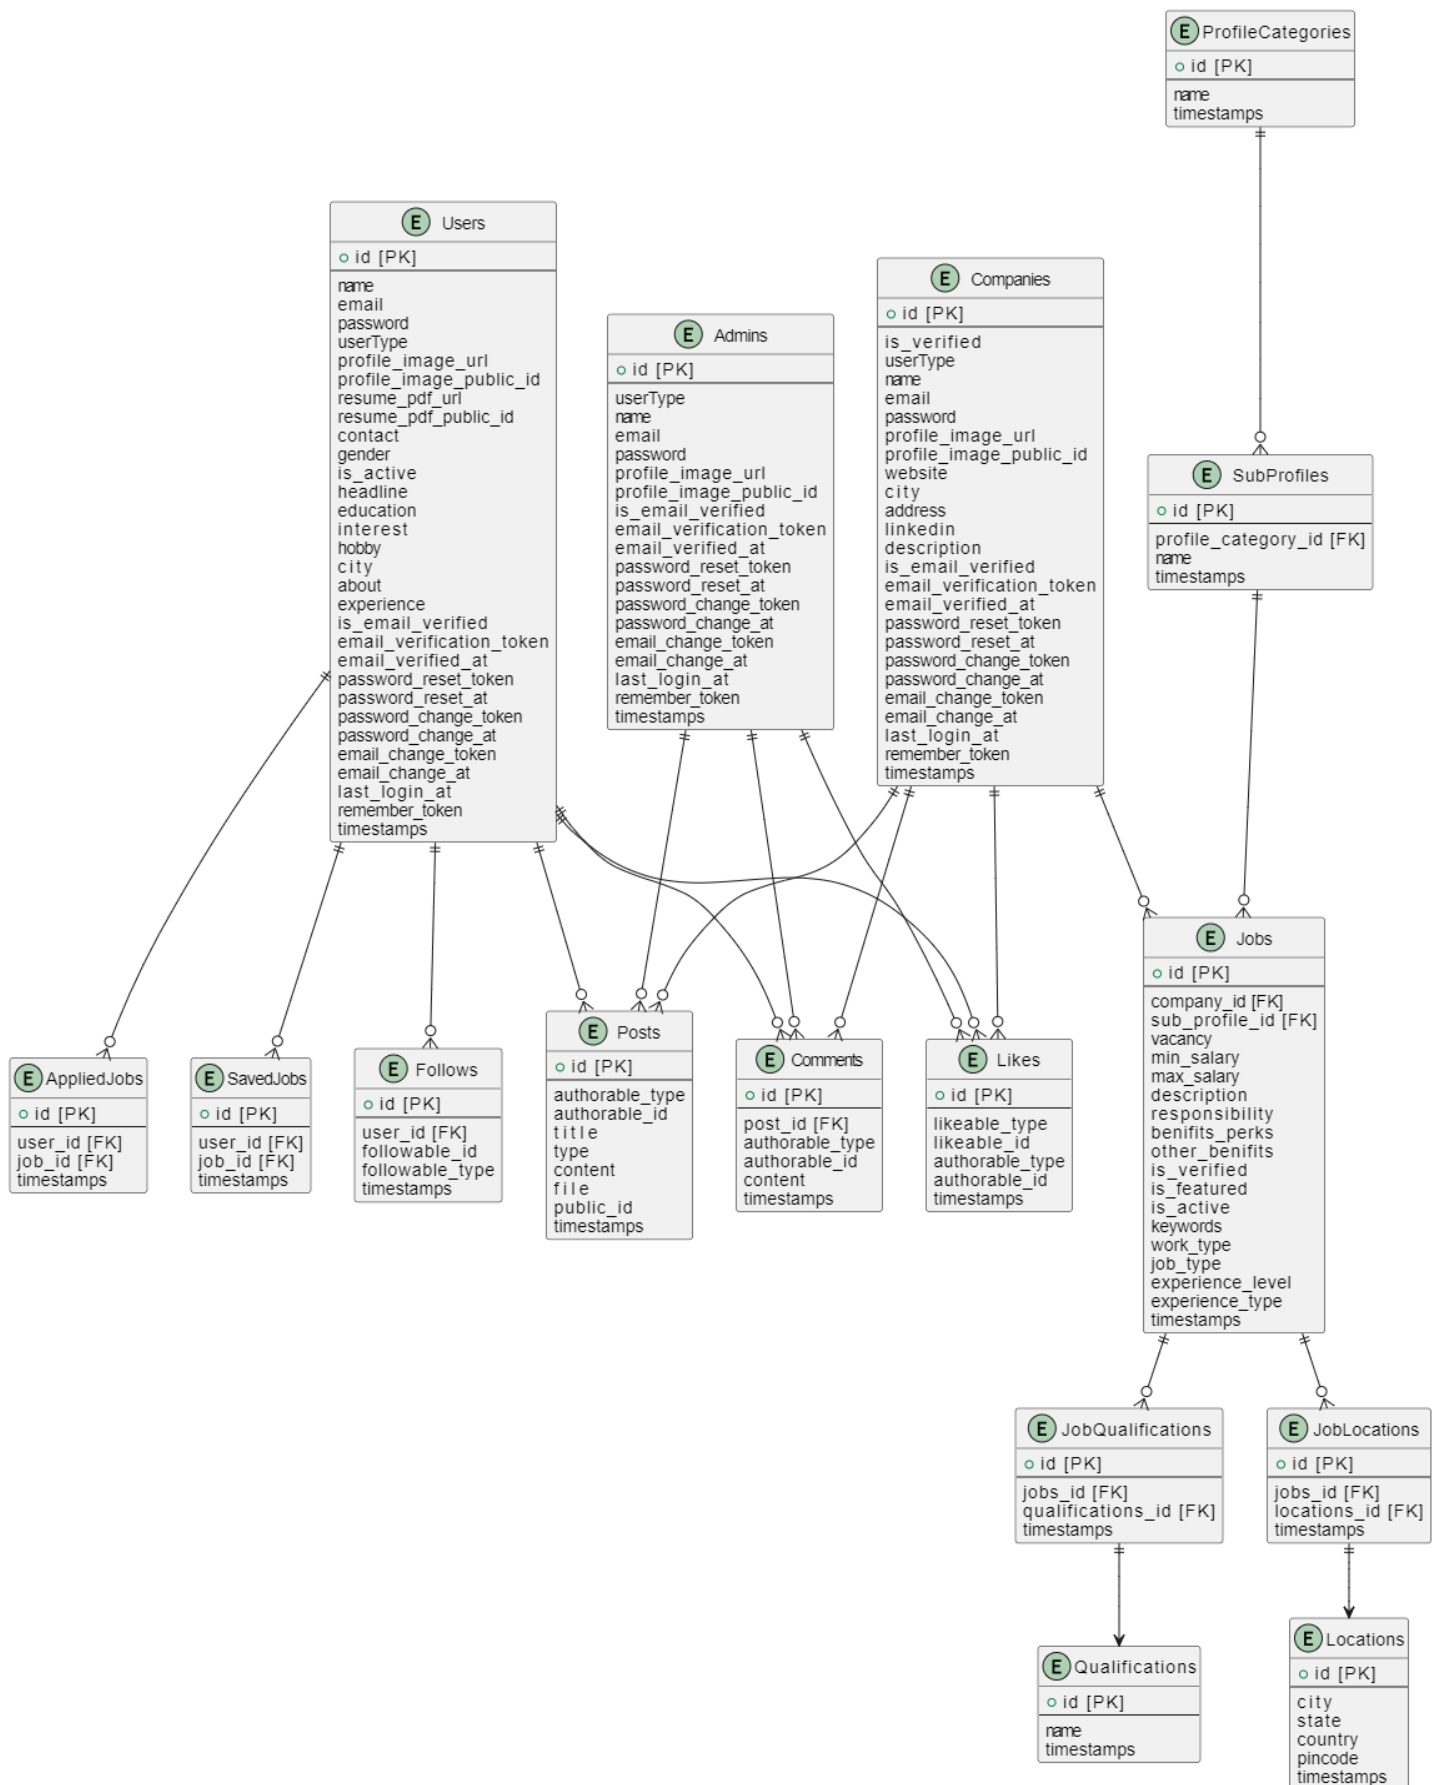 E ProfileCategories
id [PK]
name
timestamps
E Users
id [PK]
name
email
password
userType
profile_image_url
profile_image_public_id
resume_pdf_url
resume_pdf_public_id
contact
gender
is_active
headline
education
interest
hobby
city
about
experience
is_email_verified
email_verification_token
email_verified_at
password_reset_token
password_reset_at
password_change_token
password_change_at
email_change_token
email_change_at
last_login_at
remember_token
timestamps
E Admins
id [PK]
userType
name
email
password
profile_image_url
profile_image_public_id
is_email_verified
email_verification_token
email_verified_at
password_reset_token
password_reset_at
password_change_token
password_change_at
email_change_token
email_change_at
last_login_at
remember_token
timestamps
E Companies
id [PK]
is_verified
userType
name
email
password
profile_image_url
profile_image_public_id
website
city
address
linkedin
description
is_email_verified
email_verification_token
email_verified_at
password_reset_token
password_reset_at
password_change_token
password_change_at
email_change_token
email_change_at
last_login_at
remember_token
timestamps
E SubProfiles
id [PK]
profile_category_id [FK]
name
timestamps
E AppliedJobs
id [PK]
user_id [FK]
job_id [FK]
timestamps
E SavedJobs
id [PK]
user_id [FK]
job_id [FK]
timestamps
E Follows
id [PK]
user_id [FK]
followable_id
followable_type
timestamps
E Posts
id [PK]
authorable_type
authorable_id
title
type
content
file
public_id
timestamps
E Comments
id [PK]
post_id [FK]
authorable_type
authorable_id
content
timestamps
E Likes
id [PK]
likeable_type
likeable_id
authorable_type
authorable_id
timestamps
E Jobs
id [PK]
company_id [FK]
sub_profile_id [FK]
vacancy
min_salary
max_salary
description
responsibility
benifits_perks
other_benifits
is_verified
is_featured
is_active
keywords
work_type
job_type
experience_level
experience_type
timestamps
E JobQualifications
id [PK]
jobs_id [FK]
qualifications_id [FK]
timestamps
E JobLocations
id [PK]
jobs_id [FK]
locations_id [FK]
timestamps
E Qualifications
id [PK]
name
timestamps
E Locations
id [PK]
city
state
country
pincode
timestamps